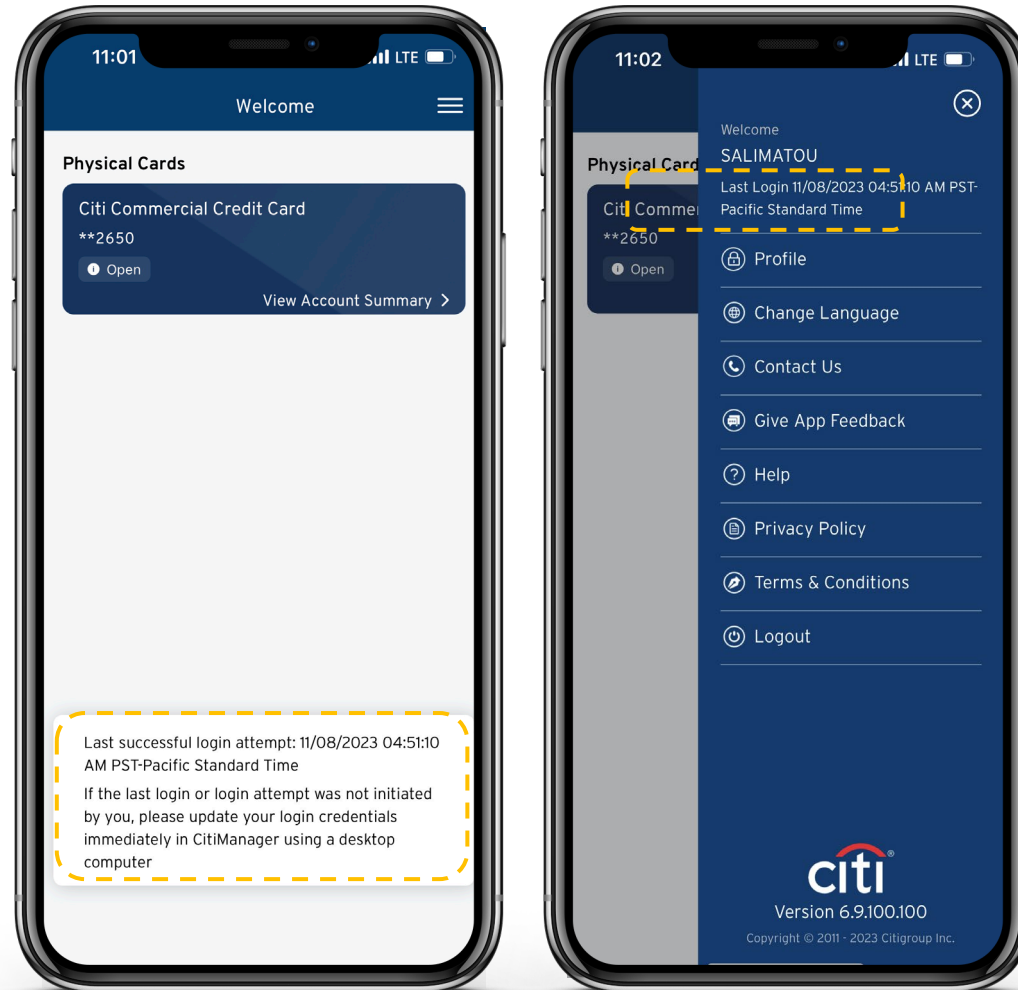 11:01
LTE
Welcome
Physical Cards
Citi Commercial Credit Card
**2650
Open
View Account Summary >
Last successful login attempt: 11/08/2023 04:51:10
AM PST-Pacific Standard Time
If the last login or login attempt was not initiated
by you, please update your login credentials
immediately in CitiManager using a desktop
computer
11:02
LTE
Physical Card
Citi Commer
**2650
Open
Welcome
SALIMATOU
Last Login 11/08/2023 04:51:10 AM PST-
Pacific Standard Time
Profile
Change Language
Contact Us
Give App Feedback
Help
Privacy Policy
Terms & Conditions
Logout
citi®
Version 6.9.100.100
Copyright © 2011 - 2023 Citigroup Inc.